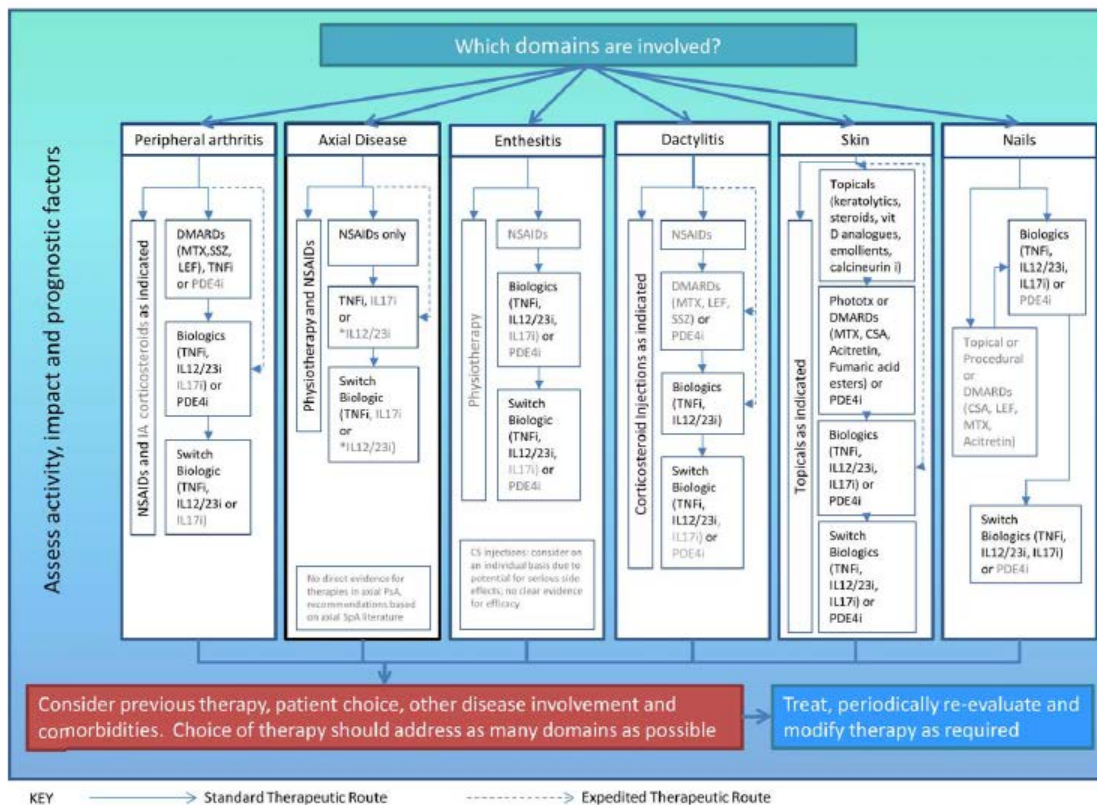 Which domains are involved?
Assess activity, impact and prognostic factors
Peripheral arthritis
NSAIDs and IA corticosteroids as indicated
DMARDs
(MTX,SSZ,
LEF), TNFi
or PDE4i
Biologics
(TNFi,
IL12/23i
IL17i) or
PDE4i
Switch
Biologic
(TNFi,
IL12/23i or
IL17i)
Axial Disease
Physiotherapy and NSAIDs
NSAIDs only
TNFi, IL17i
or
*IL12/23i
Switch
Biologic
(TNFi, IL17i
or
*IL12/23i)
No direct evidence for
therapies in axial PsA,
recommendations based
on axial SpA literature
Enthesitis
Physiotherapy
NSAIDs
Biologics
(TNFi,
IL12/23i,
IL17i) or
PDE4i
Switch
Biologic
(TNFi,
IL12/23i,
IL17i) or
PDE4i
CS injections: consider on
an individual basis due to
potential for serious side
effects; no clear evidence
for efficacy
Dactylitis
Corticosteroid Injections as indicated
NSAIDs
DMARDs
(MTX, LEF,
SSZ) or
PDE4i
Biologics
(TNFi,
IL12/23i)
Switch
Biologic
(TNFi,
IL12/23i,
IL17i) or
PDE4i
Skin
Topicals as indicated
Topicals
(keratolytics,
steroids, vit
D analogues,
emollients,
calcineurin i)
Phototx or
DMARDs
(MTX, CSA,
Acitretin,
Fumaric acid
esters) or
PDE4i
Biologics
(TNFi,
IL12/23i,
IL17i) or
PDE4i
Switch
Biologics
(TNFi,
IL12/23i,
IL17i) or
PDE4i
Nails
Biologics
(TNFi,
IL12/23i,
IL17i) or
PDE4i
Topical or
Procedural
or
DMARDs
(CSA, LEF,
MTX,
Acitretin)
Switch
Biologics (TNFi,
IL12/23i, IL17i)
or PDE4i
Consider previous therapy, patient choice, other disease involvement and
comorbidities. Choice of therapy should address as many domains as possible
Treat, periodically re-evaluate and
modify therapy as required
KEY Standard Therapeutic Route Expedited Therapeutic Route